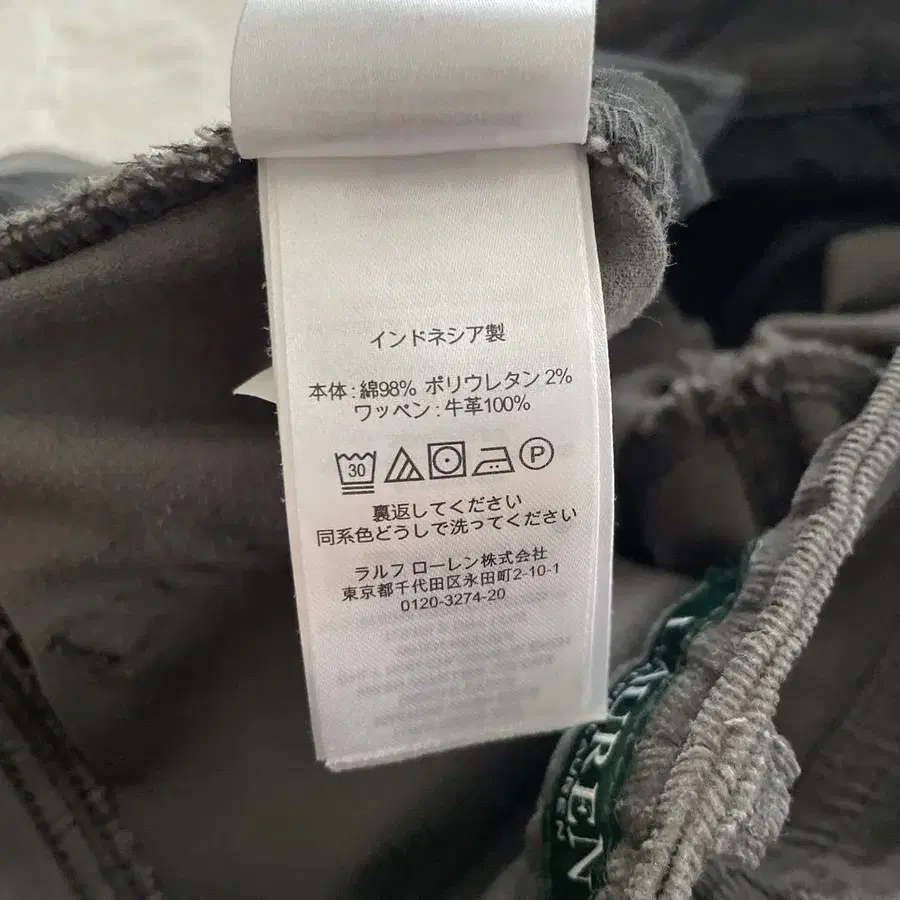 インドネシア製
本体 : 綿98% ポリウレタン 2%
ワッペン : 牛革100%
30 P
裏返してください
同系色どうしで洗ってください
ラルフ ローレン株式会社
東京都千代田区永田町2-10-1
0120-3274-20
UREN